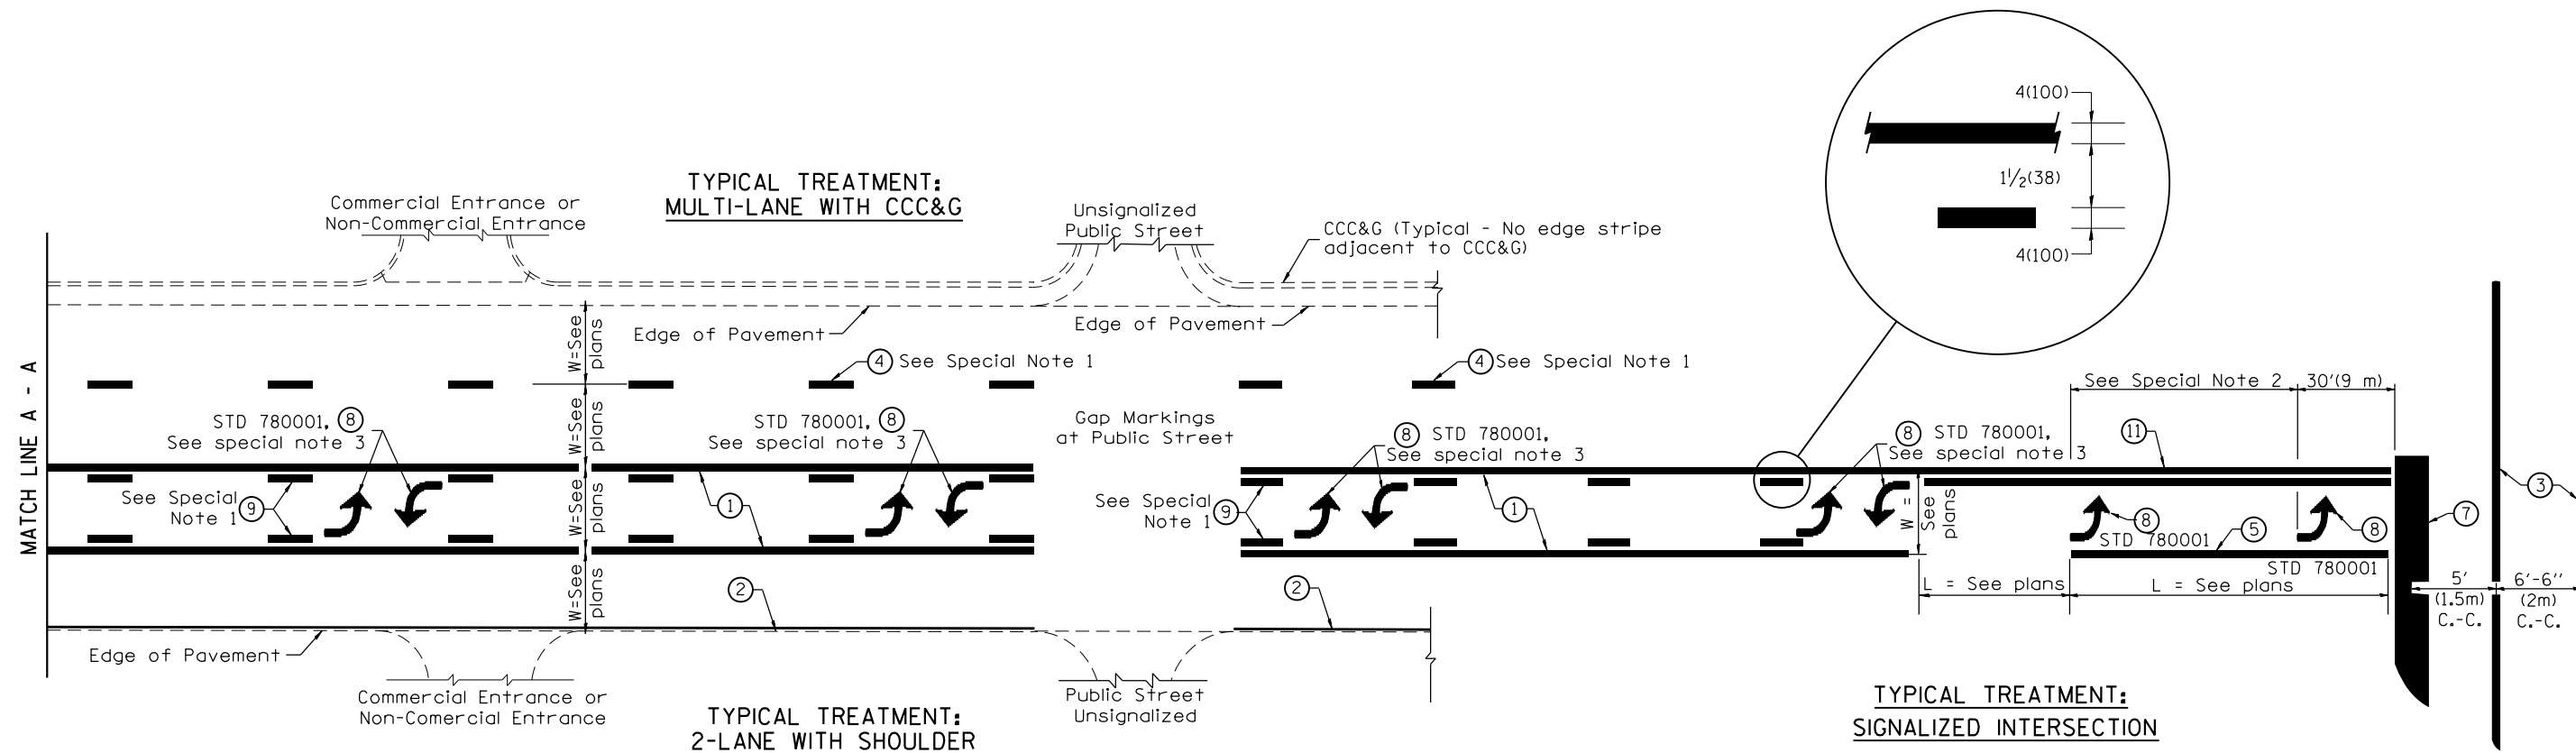 4(100)
1 1/2(38)
4(100)
TYPICAL TREATMENT:
MULTI-LANE WITH CCC&G
Commercial Entrance or
Non-Commercial Entrance
Unsignalized
Public Street
CCC&G (Typical - No edge stripe
adjacent to CCC&G)
Edge of Pavement
Edge of Pavement
MATCH LINE A - A
W=See
plans
4 See Special Note 1
4 See Special Note 1
See Special Note 2
30'(9 m)
STD 780001, 8
See special note 3
W=See
plans
STD 780001, 8
See special note 3
Gap Markings
at Public Street
8 STD 780001,
See special note 3
8 STD 780001,
See special note 3
11
3
See Special
Note 1
9
1
W=See
plans
See Special
Note 1
9
1
W =
See
plans
8
STD 780001
5
8
7
STD 780001
2
W=See
plans
2
L = See plans
L = See plans
5'
(1.5m)
C.-C.
6'-6''
(2m)
C.-C.
Edge of Pavement
Commercial Entrance or
Non-Comercial Entrance
Public Street
Unsignalized
TYPICAL TREATMENT:
2-LANE WITH SHOULDER
TYPICAL TREATMENT:
SIGNALIZED INTERSECTION